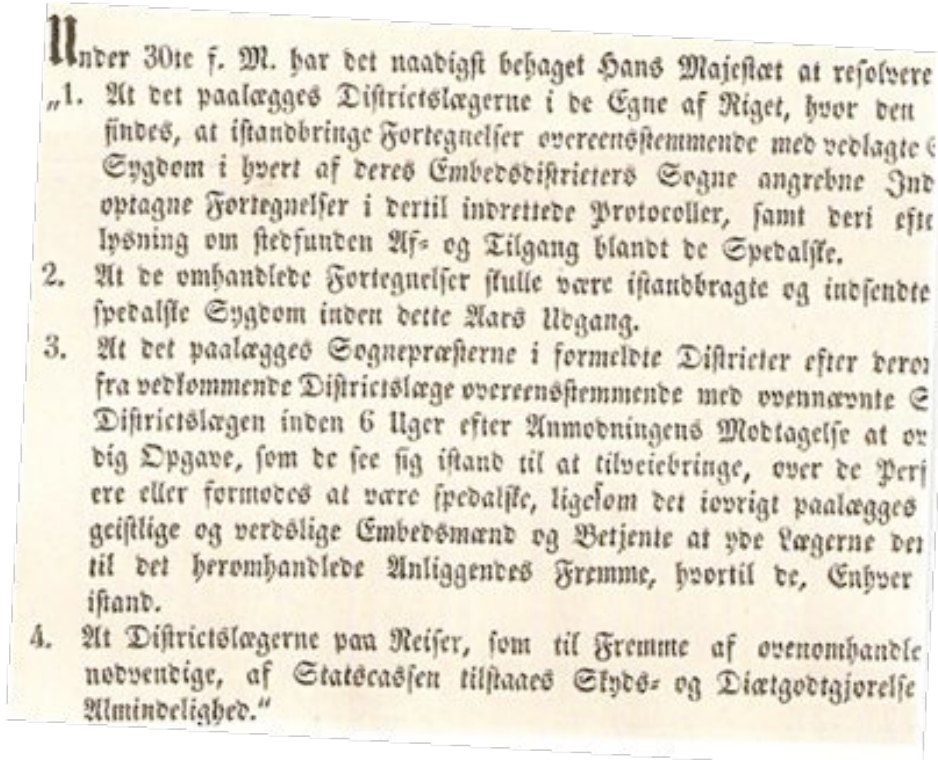 Under 30te f. M. har det naadigst behaget Hans Majestæt at resolvere
„1. At det paalægges Districtslægerne i de Egne af Riget, hvor den
findes, at istandbringe Fortegnelser overeensstemmende med vedlagte
Sygdom i hvert af deres Embedsdistricters Sogne angrebne Ind
optagne Fortegnelser i dertil indrettede Protocoller, samt deri efte
lysning om stedfunden Af- og Tilgang blandt de Spedalske.
2. At de omhandlede Fortegnelser skulle være istandbragte og indsendte
spedalske Sygdom inden dette Aars Udgang.
3. At det paalægges Sognepræsterne i formeldte Districter efter derom
fra vedkommende Districtslæge overeensstemmende med ovennævnte S
Districtslægen inden 6 Uger efter Anmodningens Modtagelse at
dig Opgave, som de see sig istand til at tilveiebringe, over de Pers
ere eller formodes at være spedalske, ligesom det iøvrigt paalægges
geistlige og verdslige Embedsmænd og Betjente at yde Lægerne den
til det heromhandlede Anliggendes Fremme, hvortil de, Enhver
istand.
4. At Districtslægerne paa Reiser, som til Fremme af ovenomhandle
nødvendige, af Statscassen tilstaaes Skyds- og Diætgodtgjørelse
Almindelighed.“